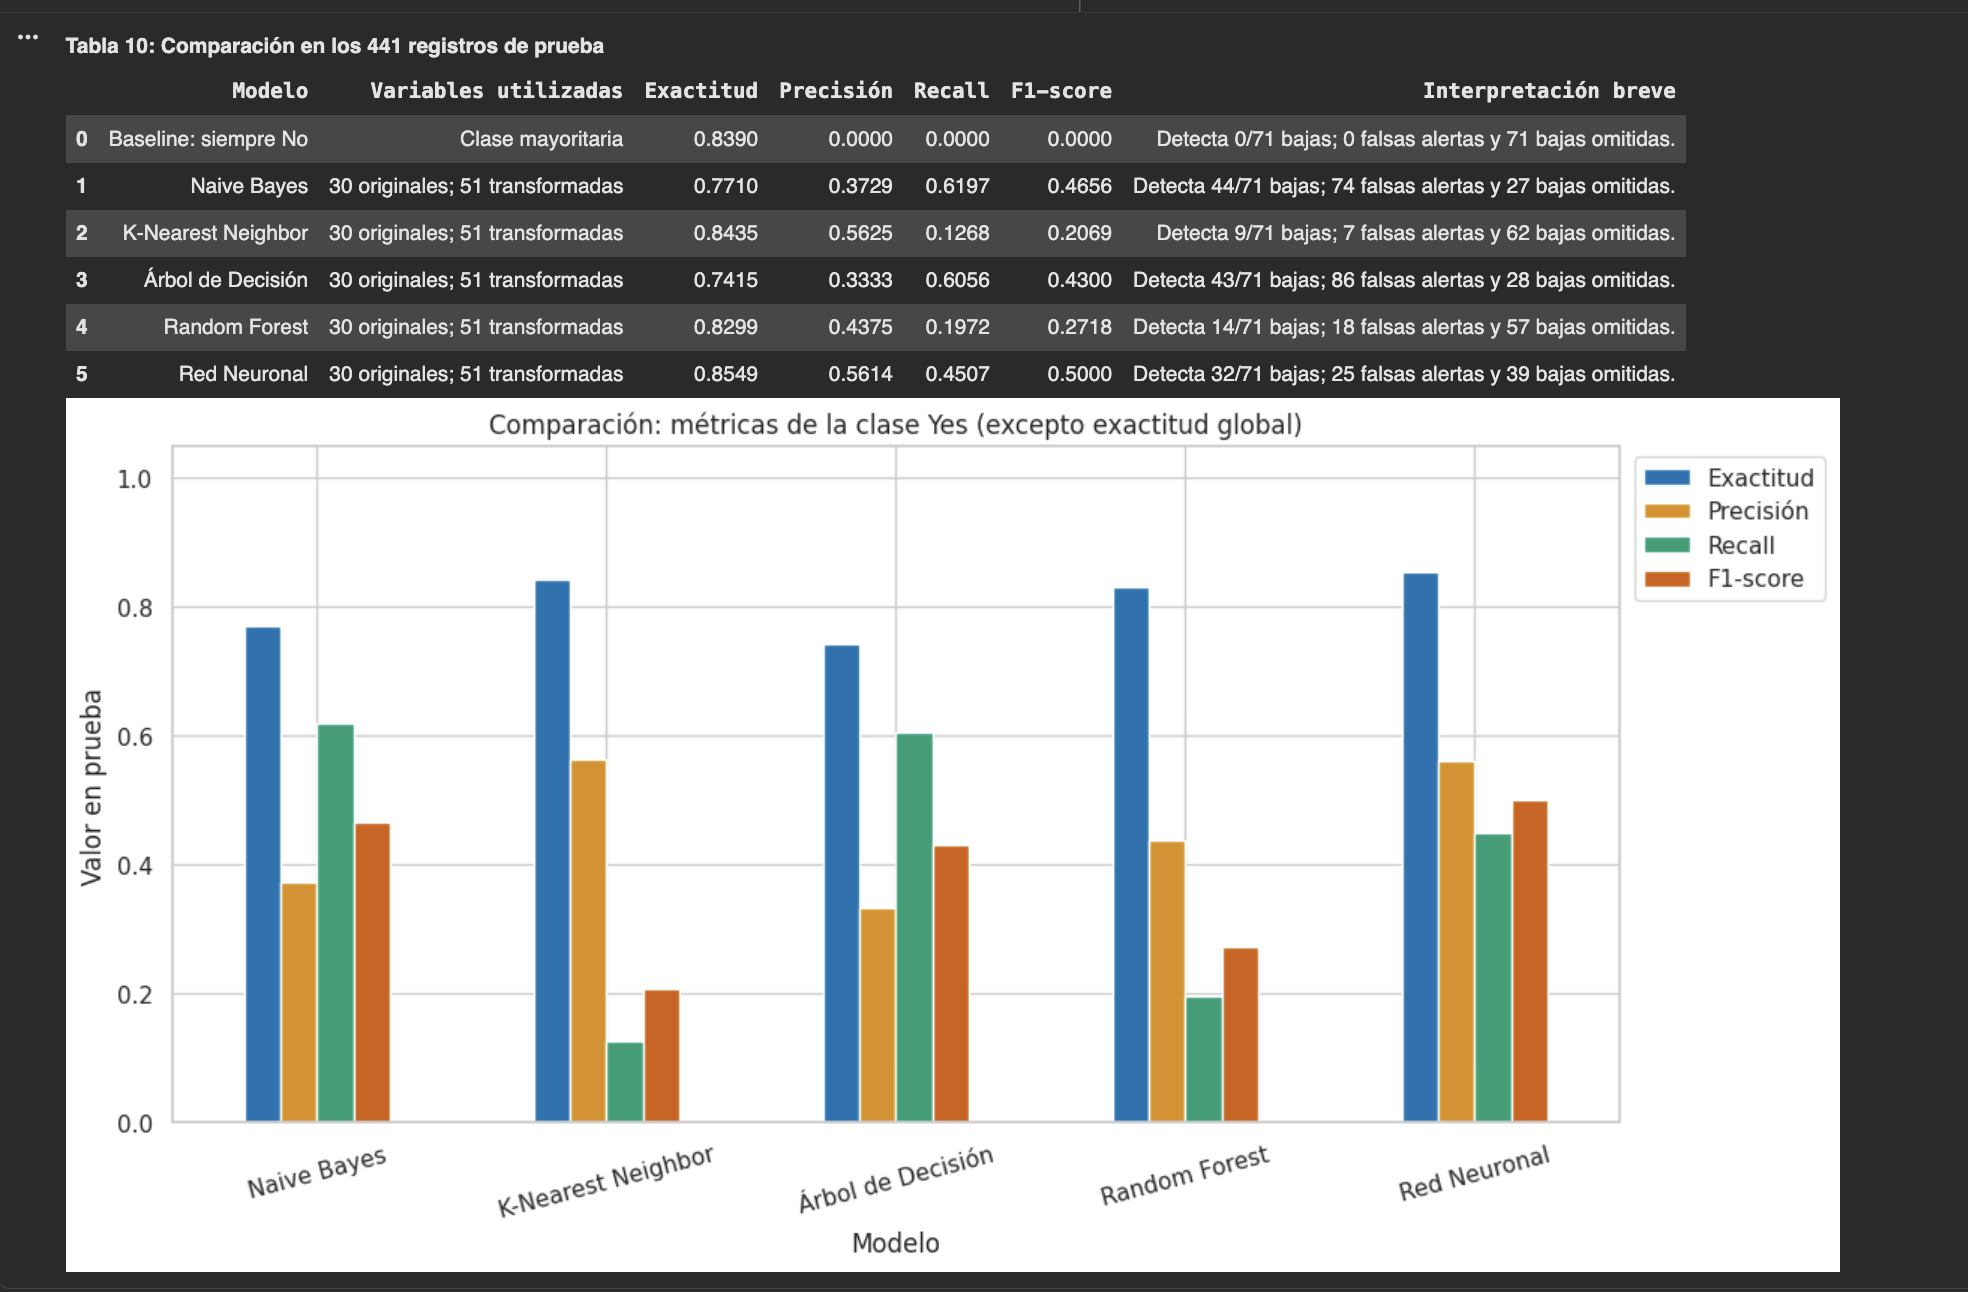 ...
Tabla 10: Comparación en los 441 registros de prueba
Modelo Variables utilizadas Exactitud Precisión Recall F1-score Interpretación breve
0 Baseline: siempre No Clase mayoritaria 0.8390 0.0000 0.0000 0.0000 Detecta 0/71 bajas; 0 falsas alertas y 71 bajas omitidas.
1 Naive Bayes 30 originales; 51 transformadas 0.7710 0.3729 0.6197 0.4656 Detecta 44/71 bajas; 74 falsas alertas y 27 bajas omitidas.
2 K-Nearest Neighbor 30 originales; 51 transformadas 0.8435 0.5625 0.1268 0.2069 Detecta 9/71 bajas; 7 falsas alertas y 62 bajas omitidas.
3 Árbol de Decisión 30 originales; 51 transformadas 0.7415 0.3333 0.6056 0.4300 Detecta 43/71 bajas; 86 falsas alertas y 28 bajas omitidas.
4 Random Forest 30 originales; 51 transformadas 0.8299 0.4375 0.1972 0.2718 Detecta 14/71 bajas; 18 falsas alertas y 57 bajas omitidas.
5 Red Neuronal 30 originales; 51 transformadas 0.8549 0.5614 0.4507 0.5000 Detecta 32/71 bajas; 25 falsas alertas y 39 bajas omitidas.
Comparación: métricas de la clase Yes (excepto exactitud global)
Exactitud
Precisión
Recall
F1-score
Valor en prueba
1.0
0.8
0.6
0.4
0.2
0.0
Naive Bayes
K-Nearest Neighbor
Árbol de Decisión
Random Forest
Red Neuronal
Modelo